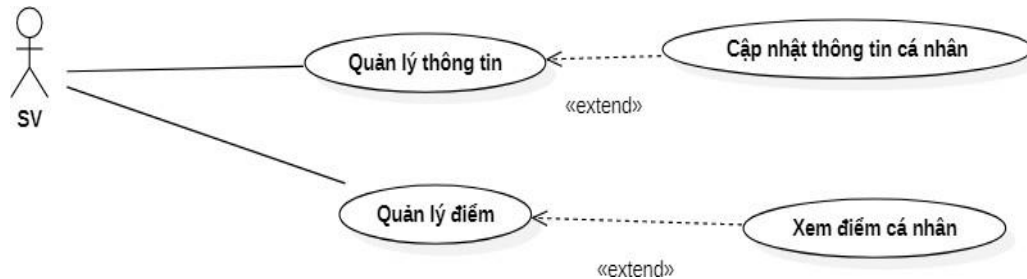 Quản lý thông tin
Cập nhật thông tin cá nhân
«extend»
SV
Quản lý điểm
Xem điểm cá nhân
«extend»